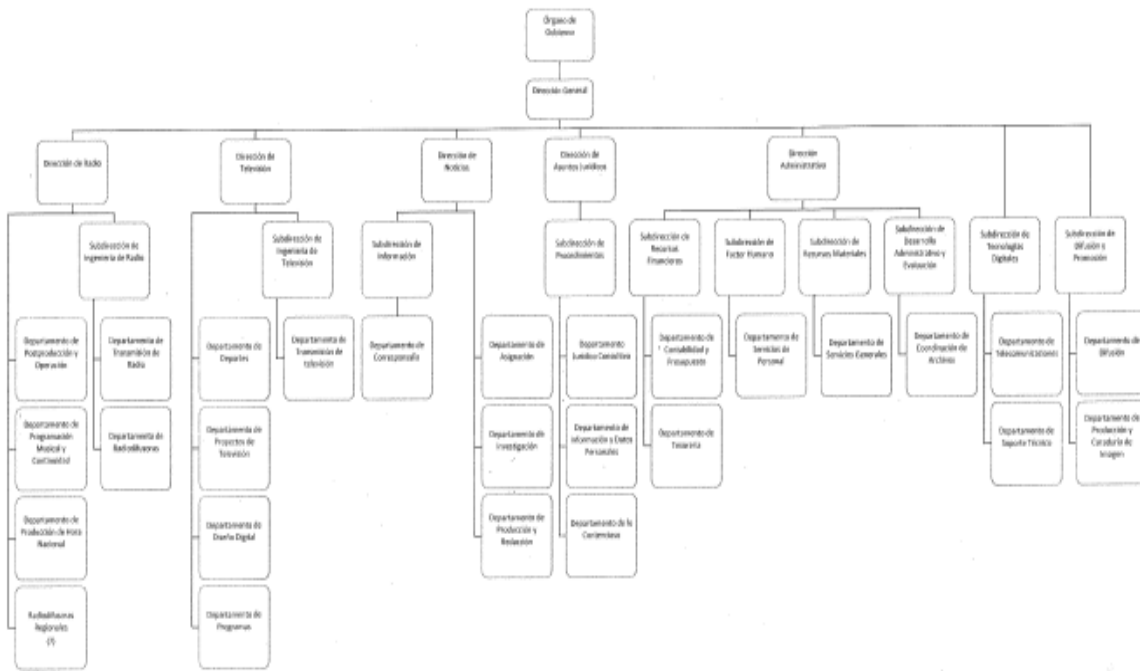 Órgano de
Gobierno
Dirección General
Dirección de Radio
Dirección de
Televisión
Dirección de
Noticias
Dirección de
Asuntos Jurídicos
Dirección
Administrativa
Subdirección de
Ingeniería de Radio
Subdirección de
Ingeniería de
Televisión
Subdirección de
Información
Subdirección de
Procedimientos
Subdirección de
Recursos
Financieros
Subdirección de
Factor Humano
Subdirección de
Recursos Materiales
Subdirección de
Desarrollo
Administrativo y
Evaluación
Subdirección de
Tecnologías
Digitales
Subdirección de
Difusión y
Promoción
Departamento de
Postproducción y
Operación
Departamento de
Transmisión de
Radio
Departamento de
Deportes
Departamento de
Transmisión de
televisión
Departamento de
Corresponsalía
Departamento de
Asignación
Departamento
Jurídico Consultivo
Departamento de
Contabilidad y
Presupuesto
Departamento de
Servicios de
Personal
Departamento de
Servicios Generales
Departamento de
Coordinación de
Archivos
Departamento de
Telecomunicaciones
Departamento de
Difusión
Departamento de
Programación
Musical y
Continuidad
Departamento de
Radiodifusoras
Departamento de
Proyectos de
Televisión
Departamento de
Investigación
Departamento de
Información y Datos
Personales
Departamento de
Tesorería
Departamento de
Soporte Técnico
Departamento de
Producción y
Curaduría de
Imagen
Departamento de
Producción de Hora
Nacional
Departamento de
Diseño Digital
Departamento de
Producción y
Redacción
Departamento de lo
Contencioso
Radiodifusoras
Regionales
Departamento de
Programas